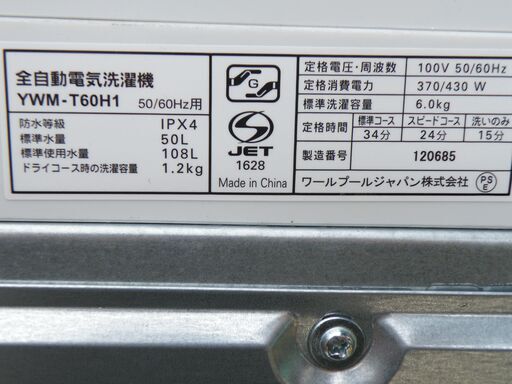 全自動電気洗濯機
YWM-T60H1 50/60Hz用
防水等級 IPX4
標準水量 50L
標準使用水量 108L
ドライコース時の洗濯容量 1.2kg
G
S
JET
1628
Made in China
定格電圧・周波数 100V 50/60Hz
定格消費電力 370/430 W
標準洗濯容量 6.0kg
定格時間 標準コース スピードコース 洗いのみ
34分 24分 15分
製造番号 120685
ワールプールジャパン株式会社 PSE